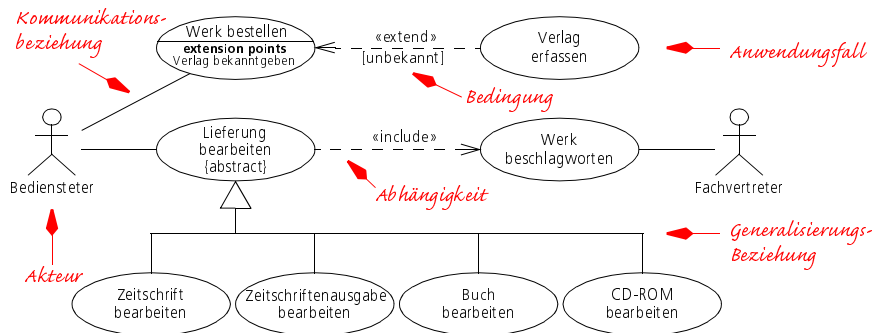 Kommunikations-
beziehung
Werk bestellen
extension points
Verlag bekanntgeben
«extend»
[unbekannt]
Verlag
erfassen
Anwendungsfall
Bedingung
Bediensteter
Lieferung
bearbeiten
{abstract}
«include»
Werk
beschlagworten
Fachvertreter
Abhängigkeit
Akteur
Generalisierungs-
Beziehung
Zeitschrift
bearbeiten
Zeitschriftenausgabe
bearbeiten
Buch
bearbeiten
CD-ROM
bearbeiten